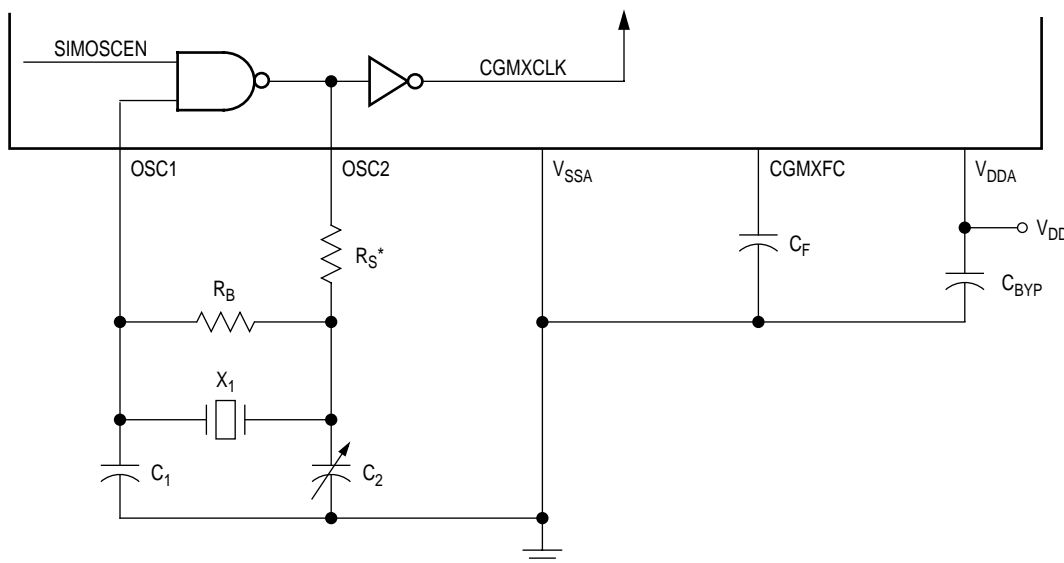 SIMOSCEN
CGMXCLK
OSC1
OSC2
VSSA
CGMXFC
VDDA
RS*
CF
VDD
CBYP
RB
X1
C1
C2